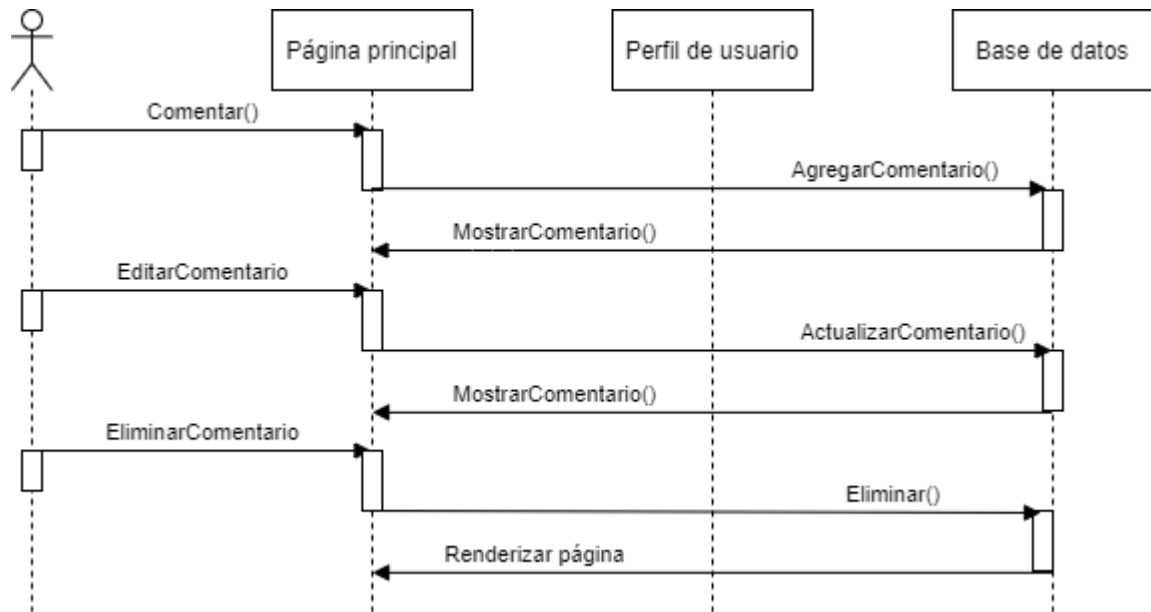 Página principal
Perfil de usuario
Base de datos
Comentar()
AgregarComentario()
MostrarComentario()
EditarComentario
ActualizarComentario()
MostrarComentario()
EliminarComentario
Eliminar()
Renderizar página